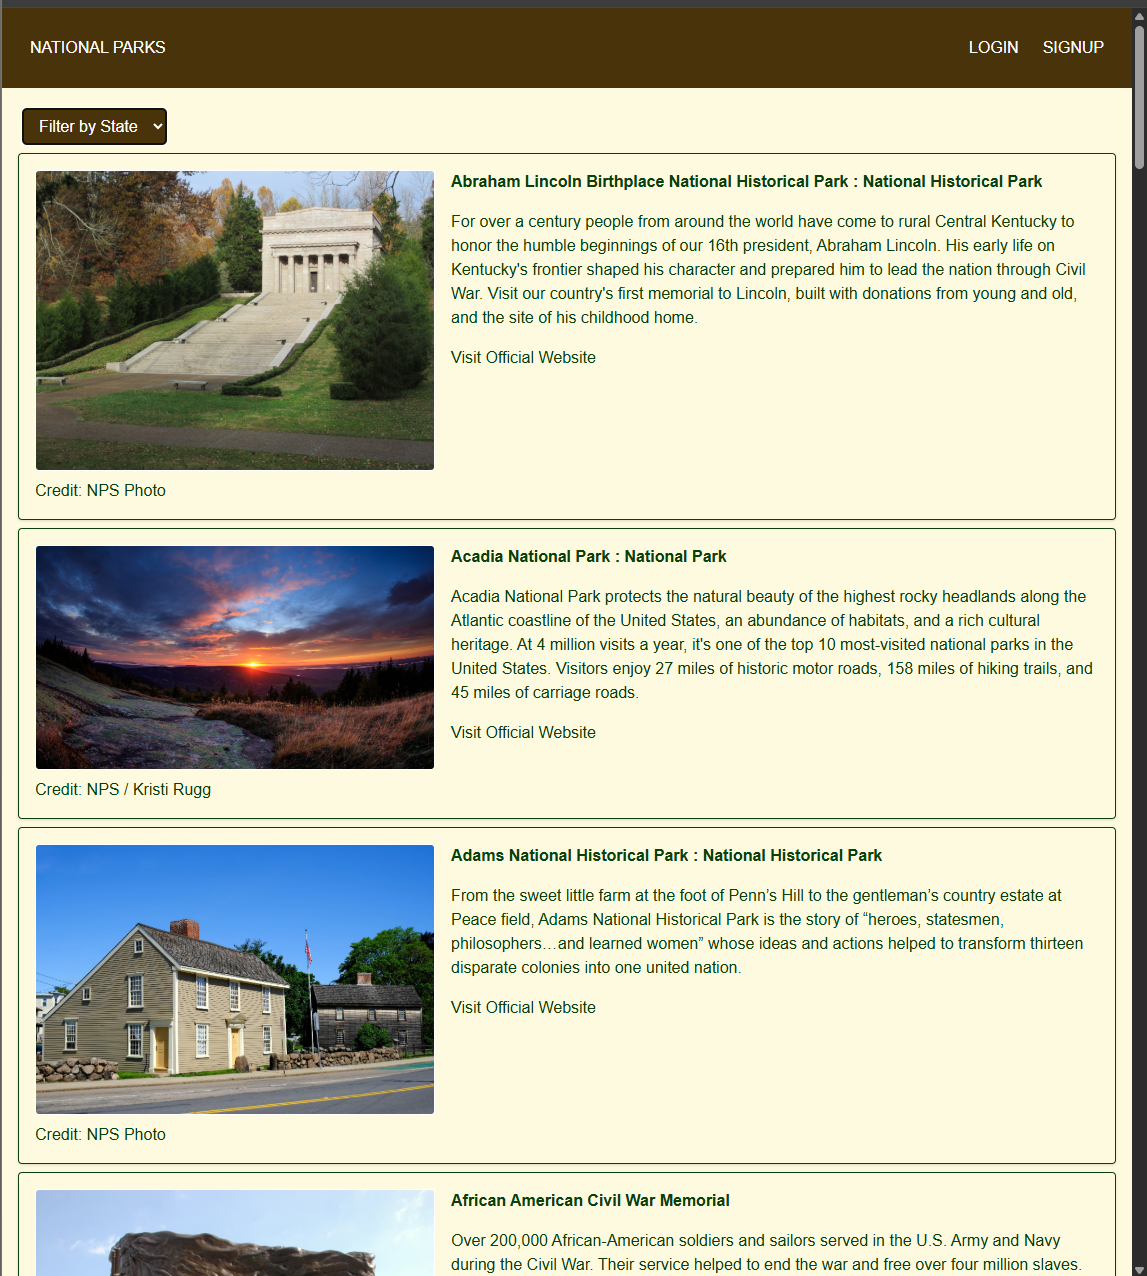 NATIONAL PARKS
LOGIN
SIGNUP
Filter by State
Abraham Lincoln Birthplace National Historical Park : National Historical Park
For over a century people from around the world have come to rural Central Kentucky to
honor the humble beginnings of our 16th president, Abraham Lincoln. His early life on
Kentucky's frontier shaped his character and prepared him to lead the nation through Civil
War. Visit our country's first memorial to Lincoln, built with donations from young and old,
and the site of his childhood home.
Visit Official Website
Credit: NPS Photo
Acadia National Park : National Park
Acadia National Park protects the natural beauty of the highest rocky headlands along the
Atlantic coastline of the United States, an abundance of habitats, and a rich cultural
heritage. At 4 million visits a year, it's one of the top 10 most-visited national parks in the
United States. Visitors enjoy 27 miles of historic motor roads, 158 miles of hiking trails, and
45 miles of carriage roads.
Visit Official Website
Credit: NPS / Kristi Rugg
Adams National Historical Park : National Historical Park
From the sweet little farm at the foot of Penn’s Hill to the gentleman’s country estate at
Peace field, Adams National Historical Park is the story of “heroes, statesmen,
philosophers…and learned women” whose ideas and actions helped to transform thirteen
disparate colonies into one united nation.
Visit Official Website
Credit: NPS Photo
African American Civil War Memorial
Over 200,000 African-American soldiers and sailors served in the U.S. Army and Navy
during the Civil War. Their service helped to end the war and free over four million slaves.